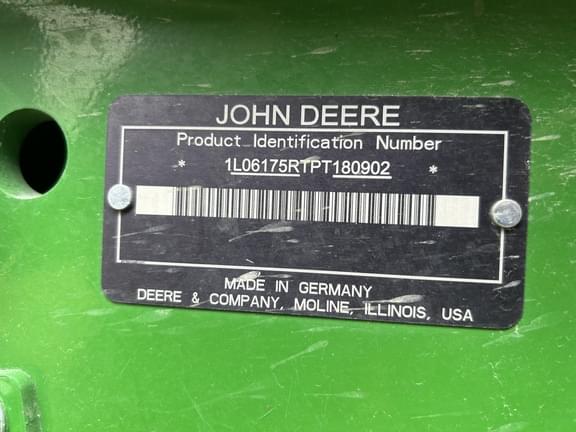 JOHN DEERE
Product Identification Number
* 1L06175RTPT180902 *
MADE IN GERMANY
DEERE & COMPANY, MOLINE, ILLINOIS, USA